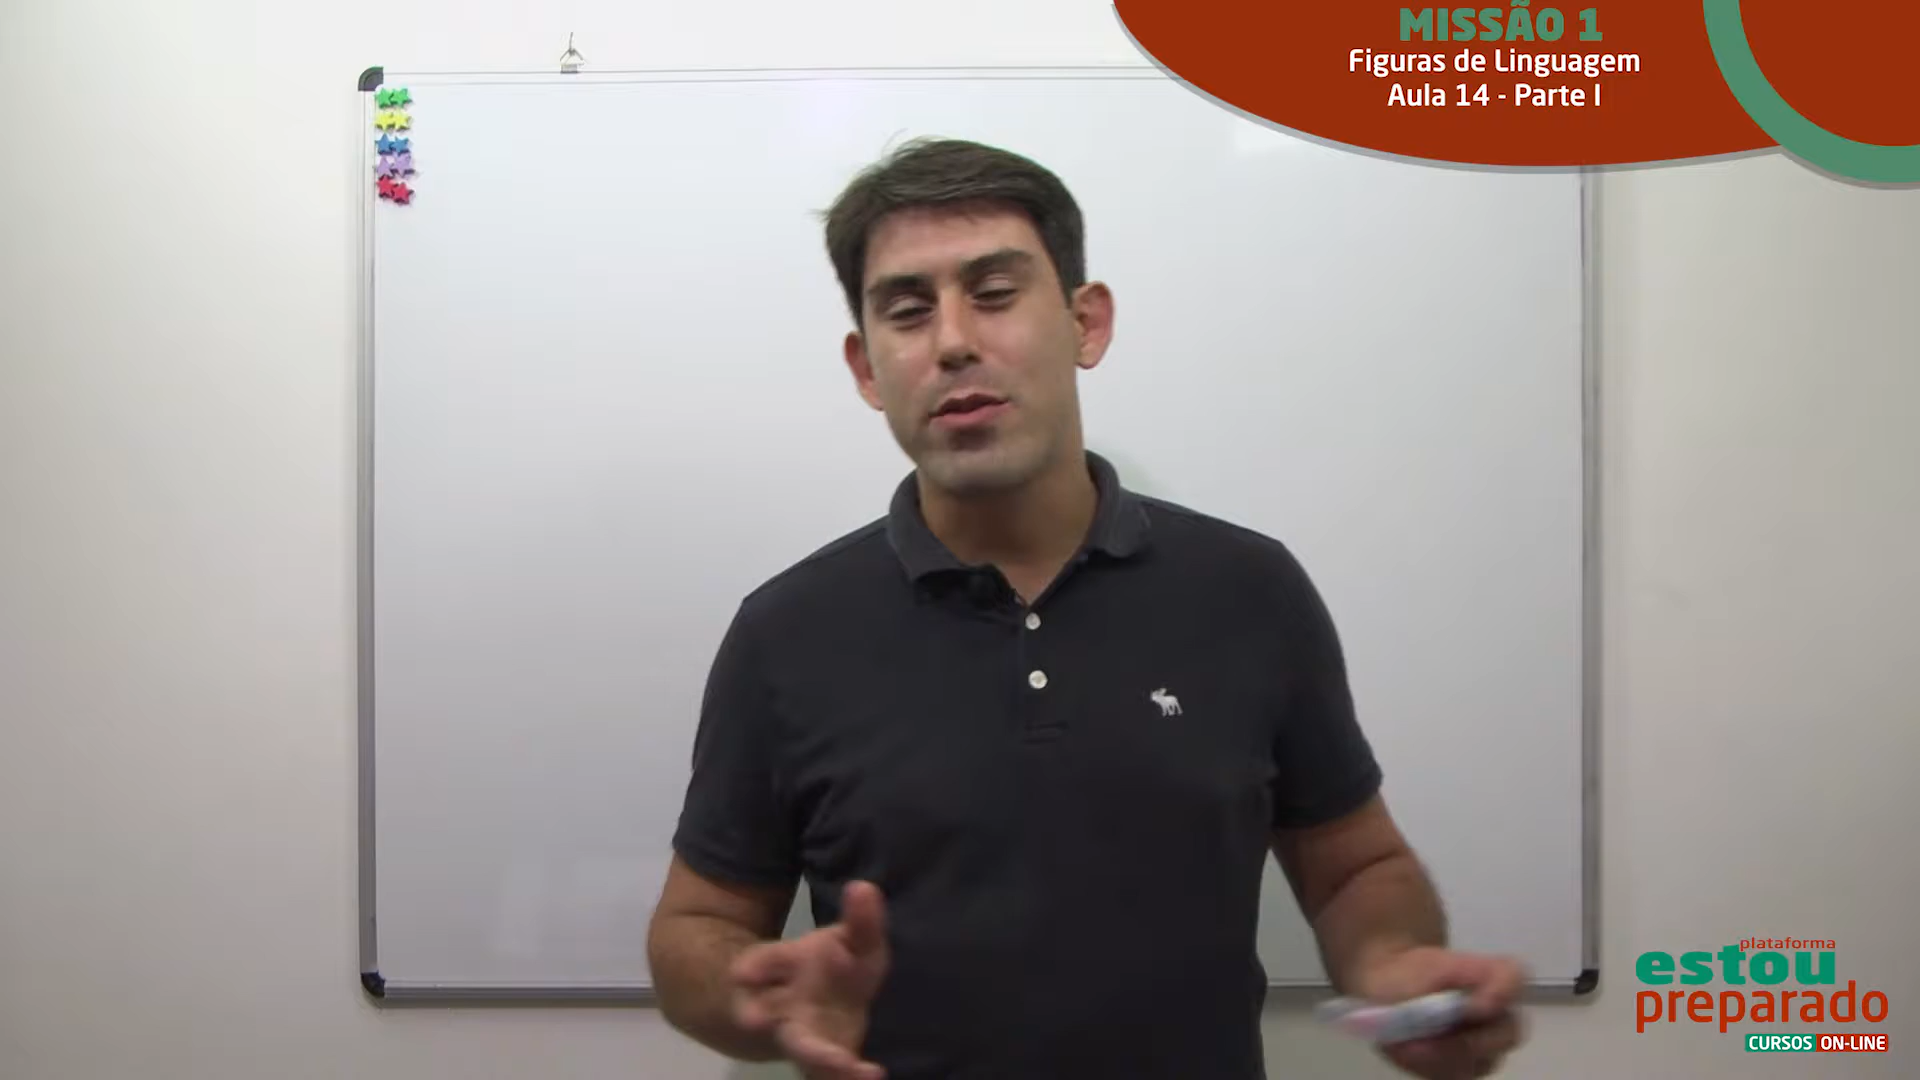 MISSÃO 1
Figuras de Linguagem
Aula 14 - Parte I
plataforma
estou
preparado
CURSOS ON-LINE